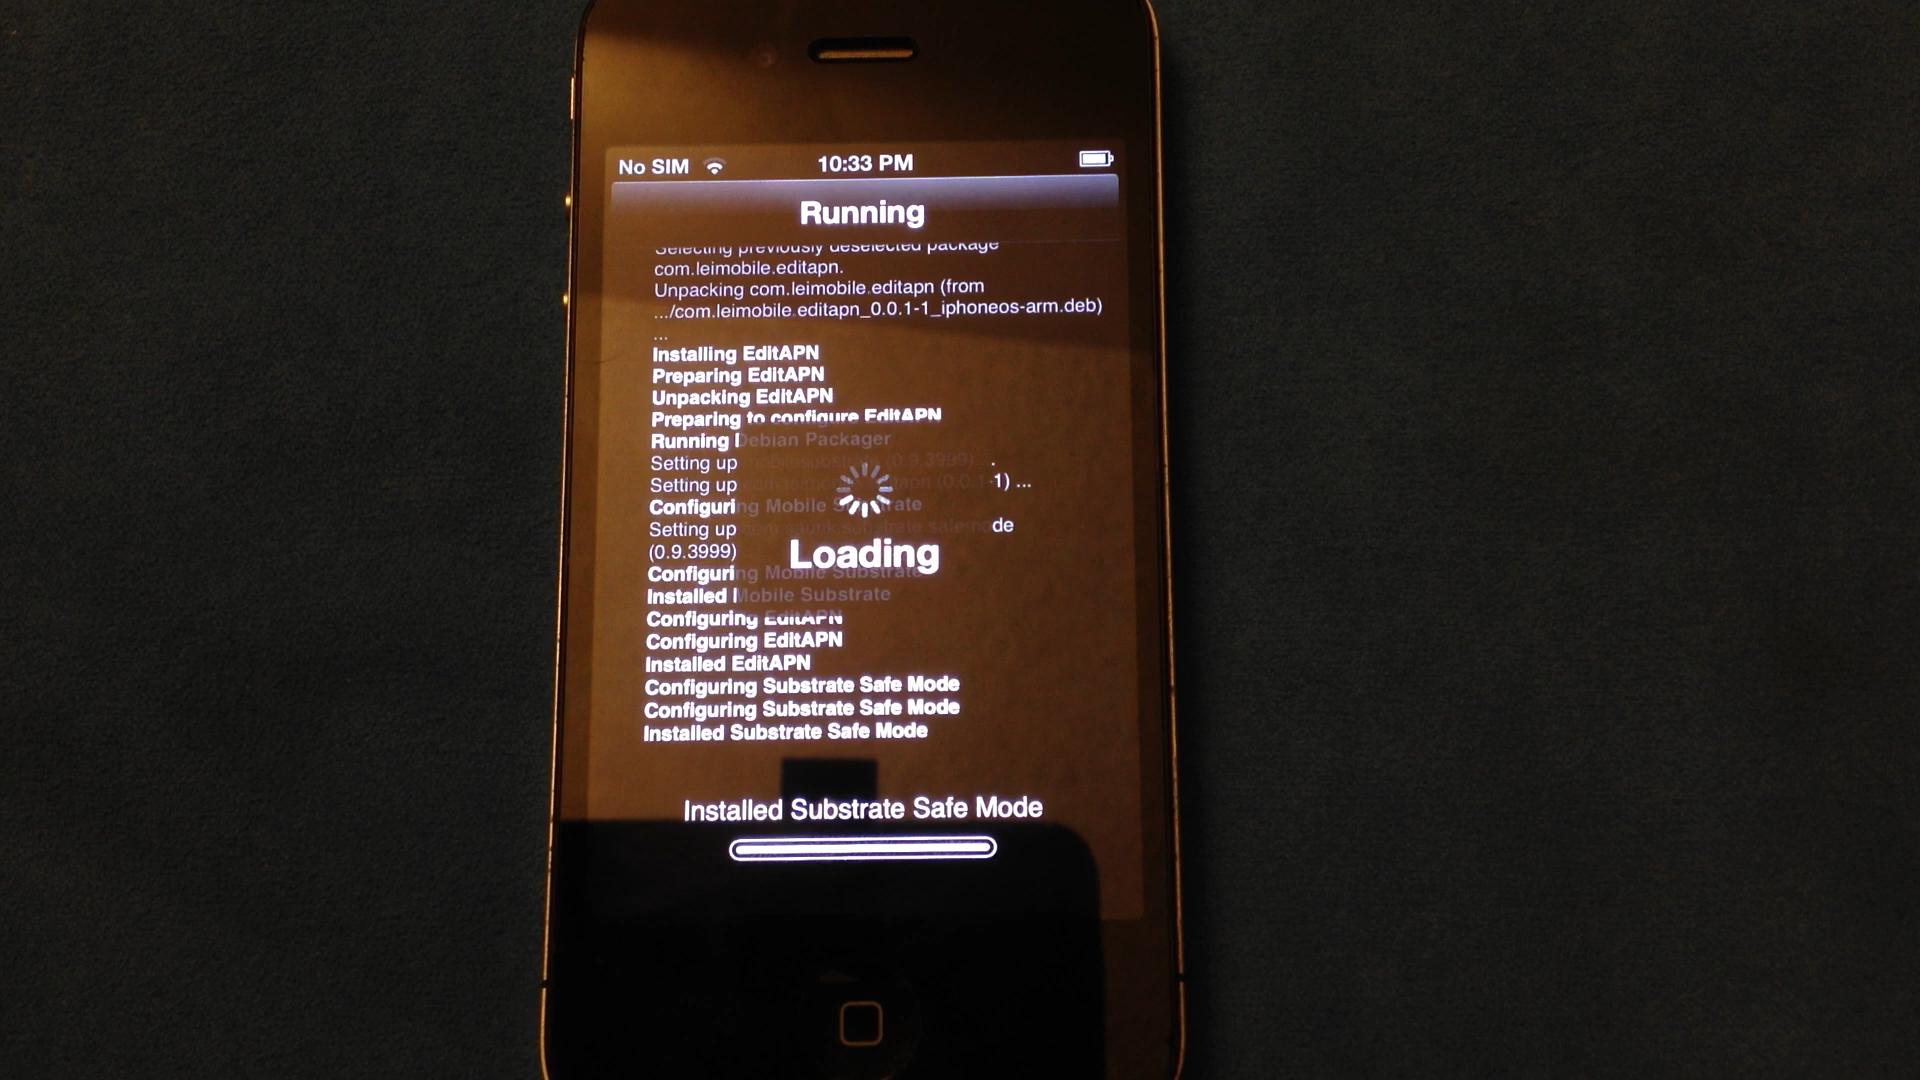 No SIM 10:33 PM
Running
Selecting previously deselected package
com.leimobile.editapn.
Unpacking com.leimobile.editapn (from
.../com.leimobile.editapn_0.0.1-1_iphoneos-arm.deb)
...
Installing EditAPN
Preparing EditAPN
Unpacking EditAPN
Preparing to configure EditAPN
Running Debian Packager
Setting up mobilesubstrate (0.9.3999) .
Setting up com.leimobile.editapn (0.0.1-1) ...
Configuring Mobile Substrate
Setting up
(0.9.3999)
Loading
Configuring Mobile Substrate
Installed Mobile Substrate
Configuring EditAPN
Configuring EditAPN
Installed EditAPN
Configuring Substrate Safe Mode
Configuring Substrate Safe Mode
Installed Substrate Safe Mode
Installed Substrate Safe Mode